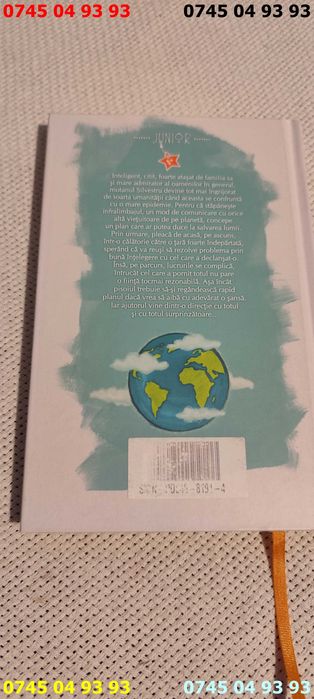 0745 04 93 93 0745 04 93 93
JUNIOR
Inteligent, citit, foarte atașat de familia sa
și mare admirator al oamenilor în general,
motanul Silvestru devine tot mai îngrijorat
de soarta umanității când aceasta se confruntă
cu o mare epidemie. Pentru că stăpânește
infralimbajul, un mod de comunicare cu orice
altă viețuitoare de pe planetă, concepe
un plan care ar putea duce la salvarea lumii.
Prin urmare, pleacă de acasă, pe ascuns,
într-o călătorie către o țară foarte îndepărtată,
sperând că va reuși să rezolve problema prin
bună înțelegere cu cel care a declanșat-o.
Însă, pe parcurs, lucrurile se complică,
întrucât cel care a pornit totul nu pare
o ființă tocmai rezonabilă. Așa încât
pisoiul trebuie să-și regândească rapid
planul dacă vrea să aibă cu adevărat o șansă.
Iar ajutorul vine dintr-o direcție cu totul
și cu totul surprinzătoare...
0745 04 93 93 0745 04 93 93